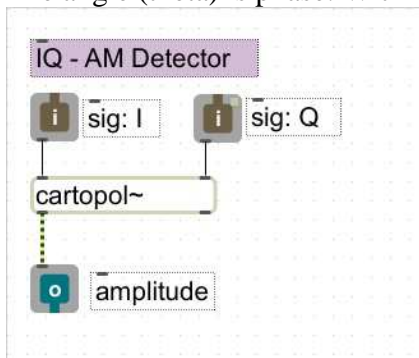 IQ - AM Detector
i
sig: I
i
sig: Q
cartopol~
o
amplitude